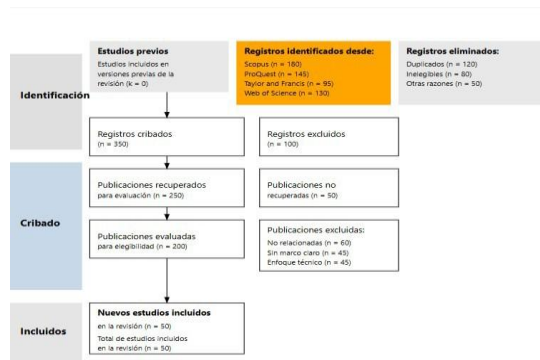 Identificación
Estudios previos
Estudios incluidos en
versiones previas de la
revisión (k = 0)
Registros identificados desde:
Scopus (n = 180)
ProQuest (n = 145)
Taylor and Francis (n = 95)
Web of Science (n = 130)
Registros eliminados:
Duplicados (n = 120)
Inelegibles (n = 80)
Otras razones (n = 50)
Registros cribados
(n = 350)
Registros excluidos
(n = 100)
Cribado
Publicaciones recuperados
para evaluación (n = 250)
Publicaciones no
recuperadas (n = 50)
Publicaciones evaluadas
para elegibilidad (n = 200)
Publicaciones excluidas:
No relacionadas (n = 60)
Sin marco claro (n = 45)
Enfoque técnico (n = 45)
Incluidos
Nuevos estudios incluidos
en la revisión (n = 50)
Total de estudios incluidos
en la revisión (n = 50)